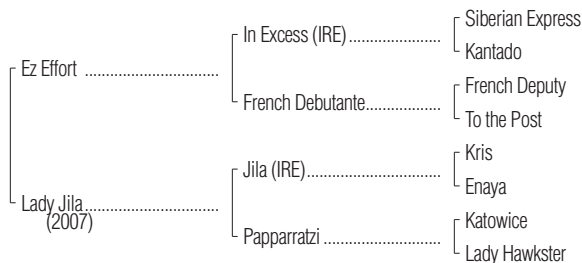 Siberian Express
In Excess (IRE)
Kantado
Ez Effort
French Deputy
French Debutante
To the Post
Kris
Jila (IRE)
Enaya
Lady Jila
(2007)
Katowice
Papparratzi
Lady Hawkster